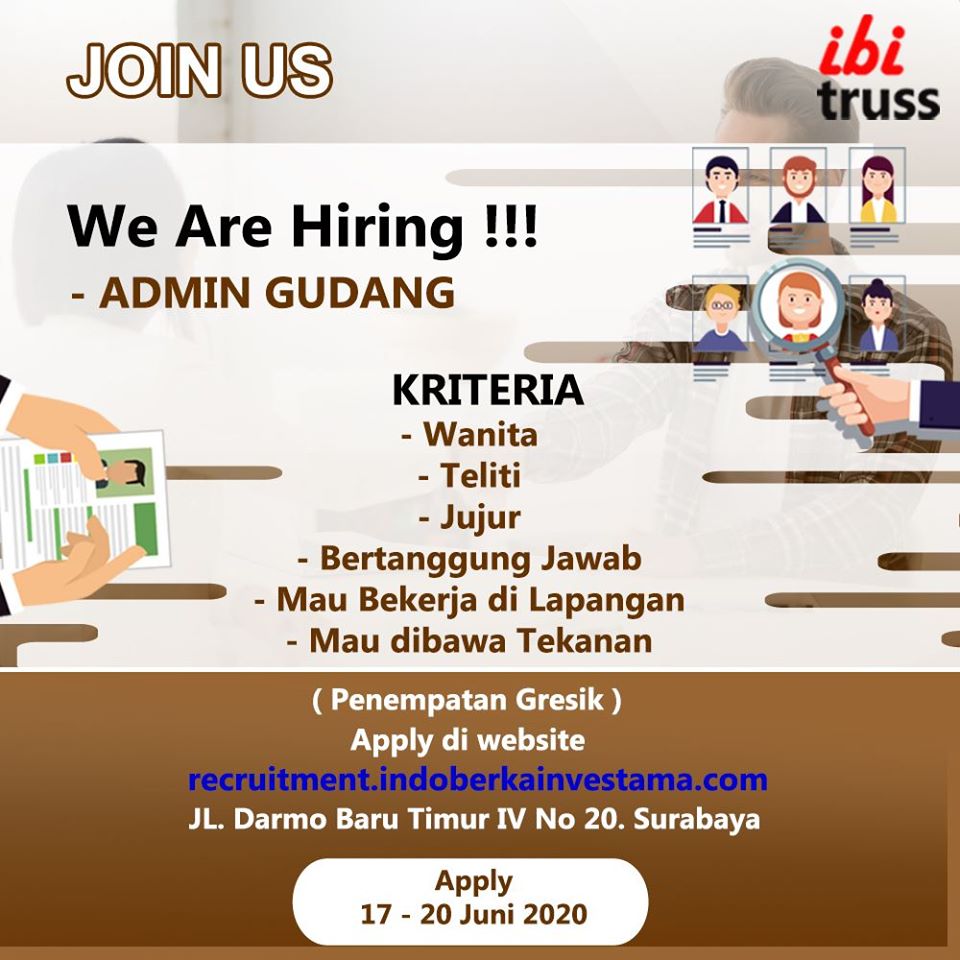 JOIN US
ibi
truss
We Are Hiring !!!
- ADMIN GUDANG
KRITERIA
- Wanita
- Teliti
- Jujur
- Bertanggung Jawab
- Mau Bekerja di Lapangan
- Mau dibawa Tekanan
( Penempatan Gresik )
Apply di website
recruitment.indoberkainvestama.com
JL. Darmo Baru Timur IV No 20. Surabaya
Apply
17 - 20 Juni 2020